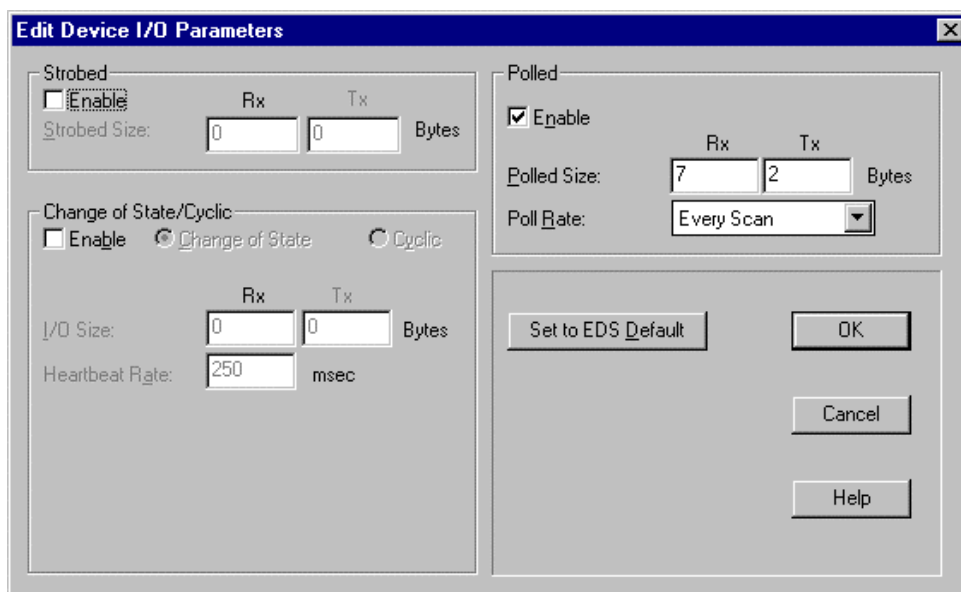 Edit Device I/O Parameters
Strobed
Enable
Rx Tx
Strobed Size: 0 0 Bytes
Change of State/Cyclic
Enable Change of State Cyclic
Rx Tx
I/O Size: 0 0 Bytes
Heartbeat Rate: 250 msec
Polled
Enable
Rx Tx
Polled Size: 7 2 Bytes
Poll Rate: Every Scan
Set to EDS Default
OK
Cancel
Help